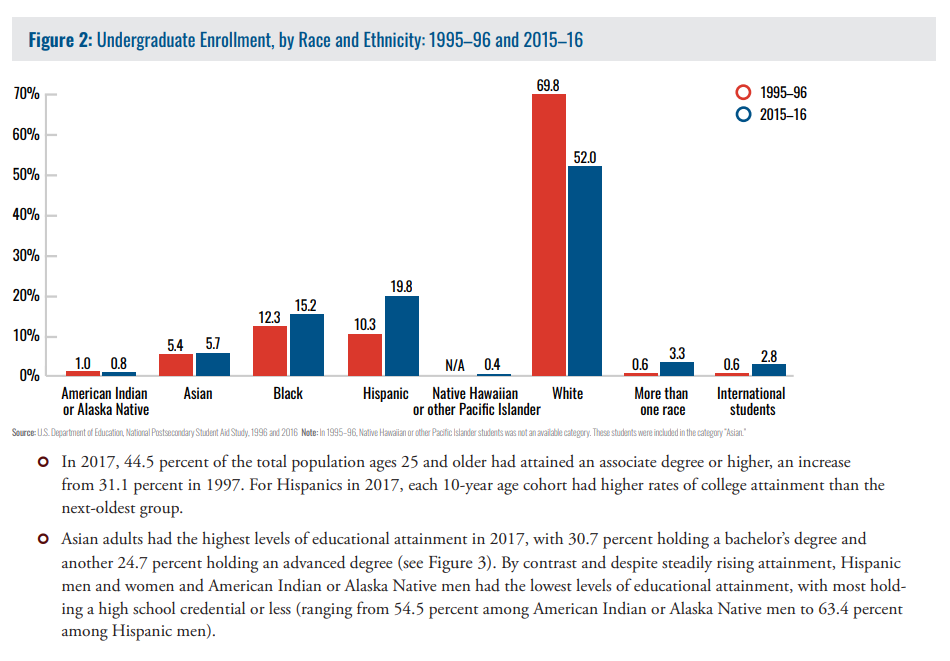 Figure 2: Undergraduate Enrollment, by Race and Ethnicity: 1995–96 and 2015–16
1995–96
2015–16
70%
60%
50%
40%
30%
20%
10%
0%
1.0
0.8
5.4
5.7
12.3
15.2
10.3
19.8
N/A
0.4
69.8
52.0
0.6
3.3
0.6
2.8
American Indian
or Alaska Native
Asian
Black
Hispanic
Native Hawaiian
or other Pacific Islander
White
More than
one race
International
students
Source: U.S. Department of Education, National Postsecondary Student Aid Study, 1996 and 2016 Note: In 1995–96, Native Hawaiian or other Pacific Islander students was not an available category. These students were included in the category “Asian.”
In 2017, 44.5 percent of the total population ages 25 and older had attained an associate degree or higher, an increase
from 31.1 percent in 1997. For Hispanics in 2017, each 10-year age cohort had higher rates of college attainment than the
next-oldest group.
Asian adults had the highest levels of educational attainment in 2017, with 30.7 percent holding a bachelor’s degree and
another 24.7 percent holding an advanced degree (see Figure 3). By contrast and despite steadily rising attainment, Hispanic
men and women and American Indian or Alaska Native men had the lowest levels of educational attainment, with most hold-
ing a high school credential or less (ranging from 54.5 percent among American Indian or Alaska Native men to 63.4 percent
among Hispanic men).